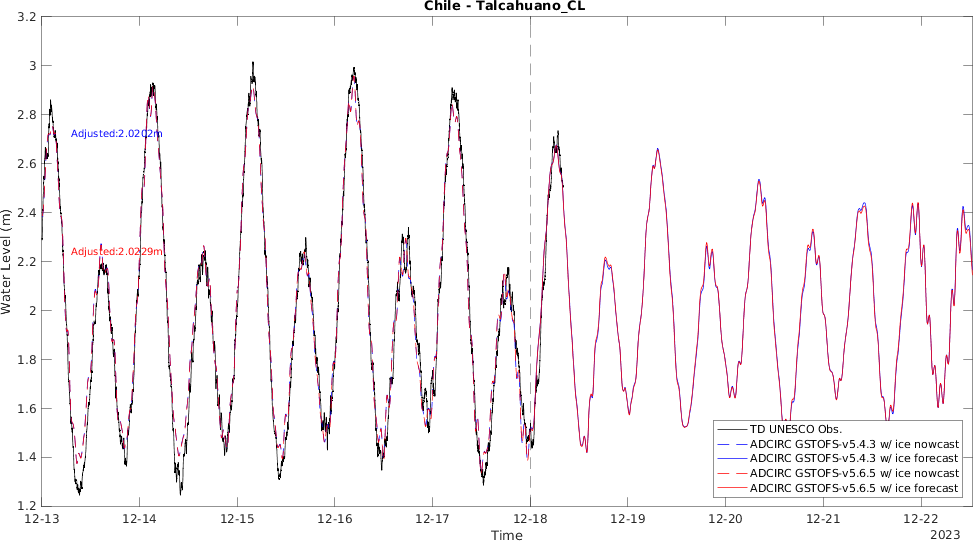 Chile - Talcahuano_CL
3.2
3
2.8
2.6
2.4
2.2
2
1.8
1.6
1.4
1.2
Water Level (m)
Adjusted:2.0202m
Adjusted:2.0229m
TD UNESCO Obs.
ADCIRC GSTOFS-v5.4.3 w/ ice nowcast
ADCIRC GSTOFS-v5.4.3 w/ ice forecast
ADCIRC GSTOFS-v5.6.5 w/ ice nowcast
ADCIRC GSTOFS-v5.6.5 w/ ice forecast
12-13 12-14 12-15 12-16 12-17 12-18 12-19 12-20 12-21 12-22
Time
2023